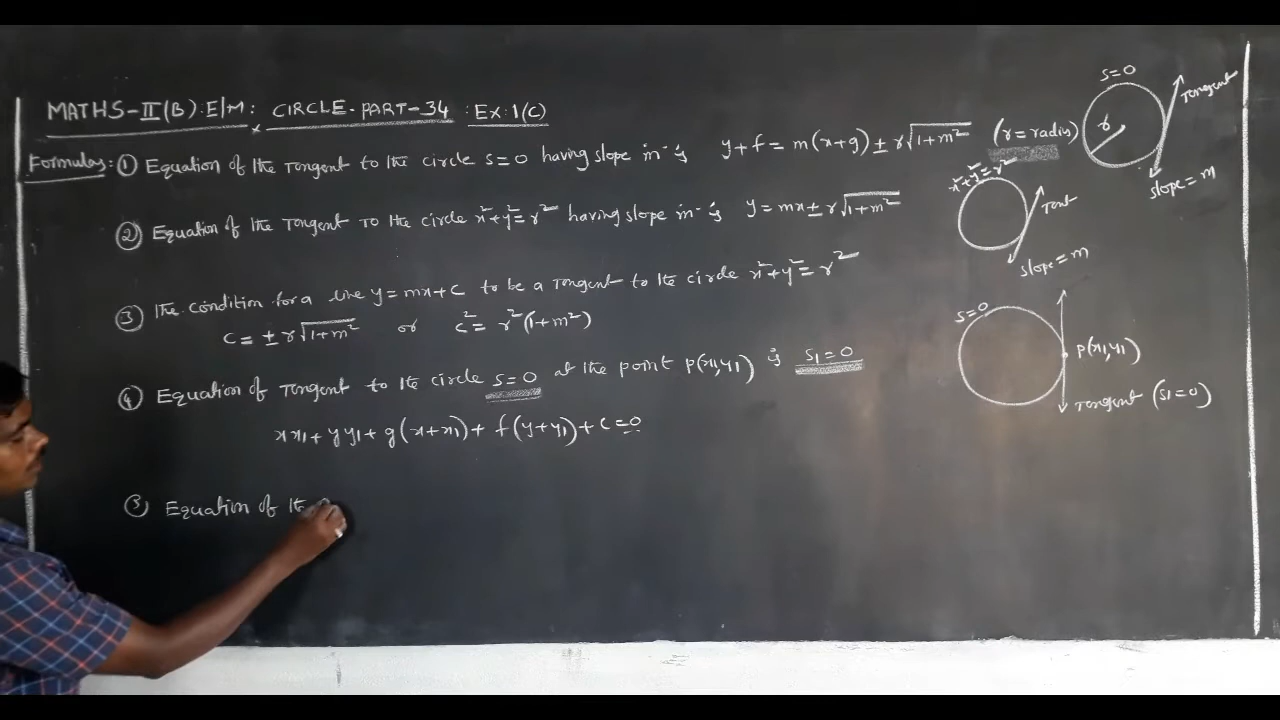 MATHS-II(B): E/M: CIRCLE-PART-34 : EX:1(C)
Formulas: ① Equation of the Tangent to the circle S=0 having slope 'm' is y+f = m(x+g) ± r√(1+m²) (r=radius)
② Equation of the Tangent to the circle x²+y²=r² having slope 'm' is y=mx±r√(1+m²)
③ the condition for a line y=mx+c to be a Tangent to the circle x²+y²=r²
c=±r√(1+m²) or c²=r²(1+m²)
④ Equation of Tangent to the circle S=0 at the point P(x₁,y₁) is S₁=0
xx₁+yy₁+g(x+x₁)+f(y+y₁)+c=0
⑤ Equation of the
S=0
Tangent
r
slope=m
x²+y²=r²
slope=m
S=0
P(x₁,y₁)
Tangent (S₁=0)